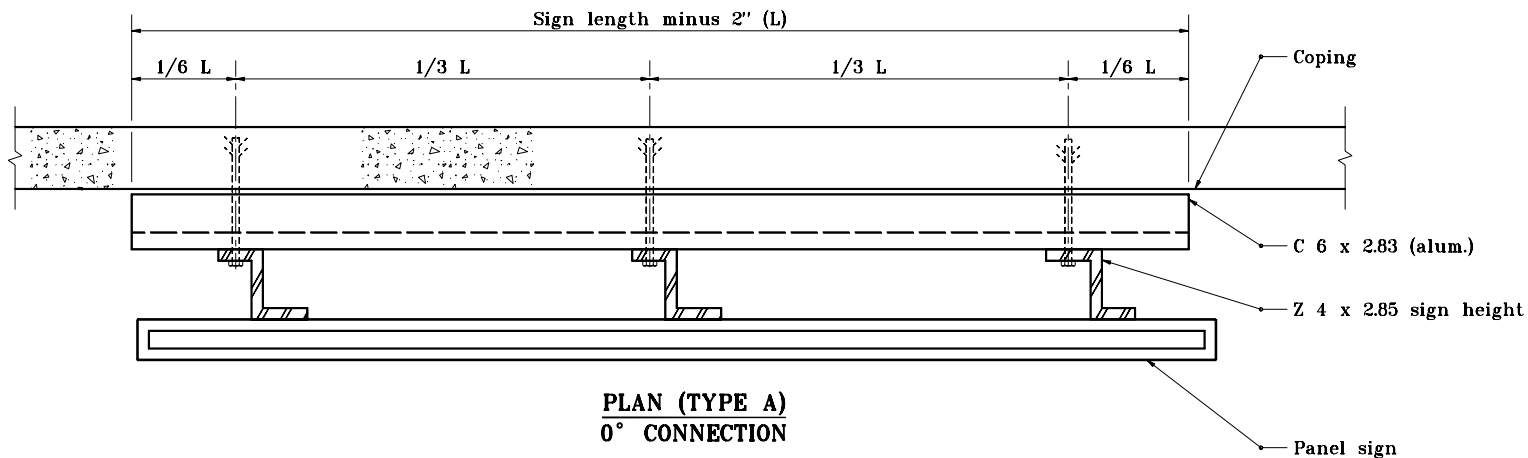 Sign length minus 2" (L)
1/6 L
1/3 L
1/3 L
1/6 L
Coping
C 6 x 2.83 (alum.)
Z 4 x 2.85 sign height
PLAN (TYPE A)
0° CONNECTION
Panel sign